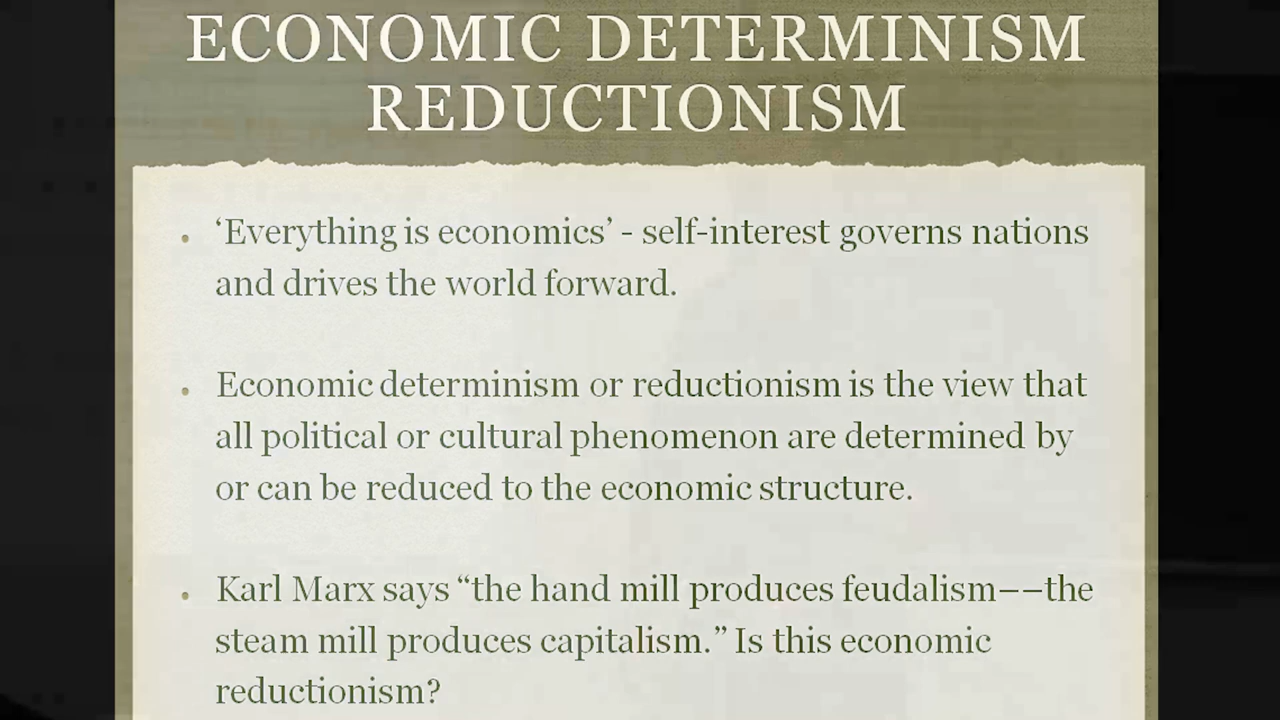 ECONOMIC DETERMINISM
REDUCTIONISM
• ‘Everything is economics’ - self-interest governs nations
and drives the world forward.
• Economic determinism or reductionism is the view that
all political or cultural phenomenon are determined by
or can be reduced to the economic structure.
• Karl Marx says “the hand mill produces feudalism––the
steam mill produces capitalism.” Is this economic
reductionism?